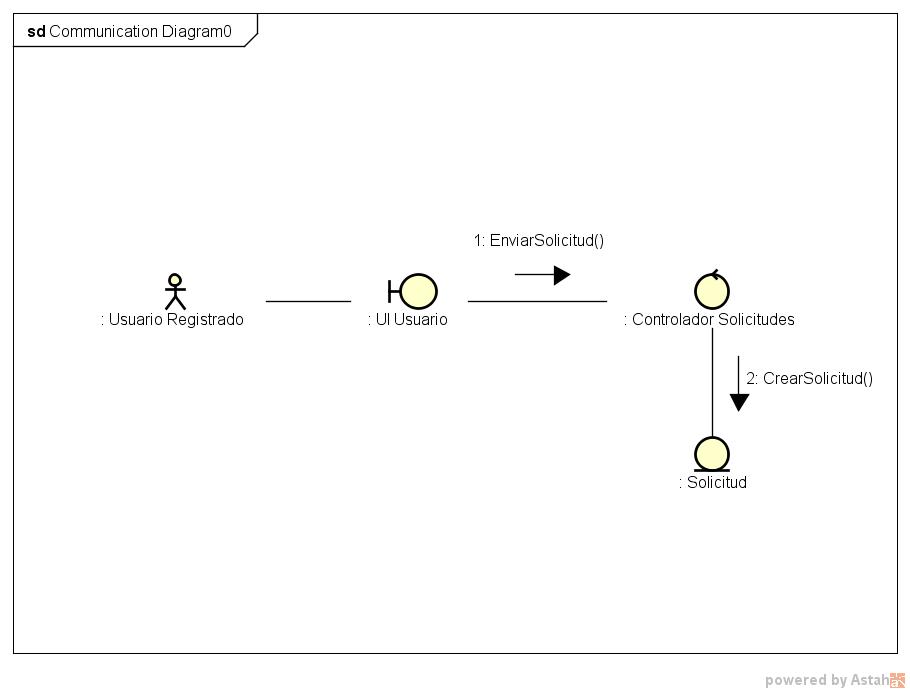 sd Communication Diagram0
1: EnviarSolicitud()
: Usuario Registrado
: UI Usuario
: Controlador Solicitudes
2: CrearSolicitud()
: Solicitud
powered by Astah